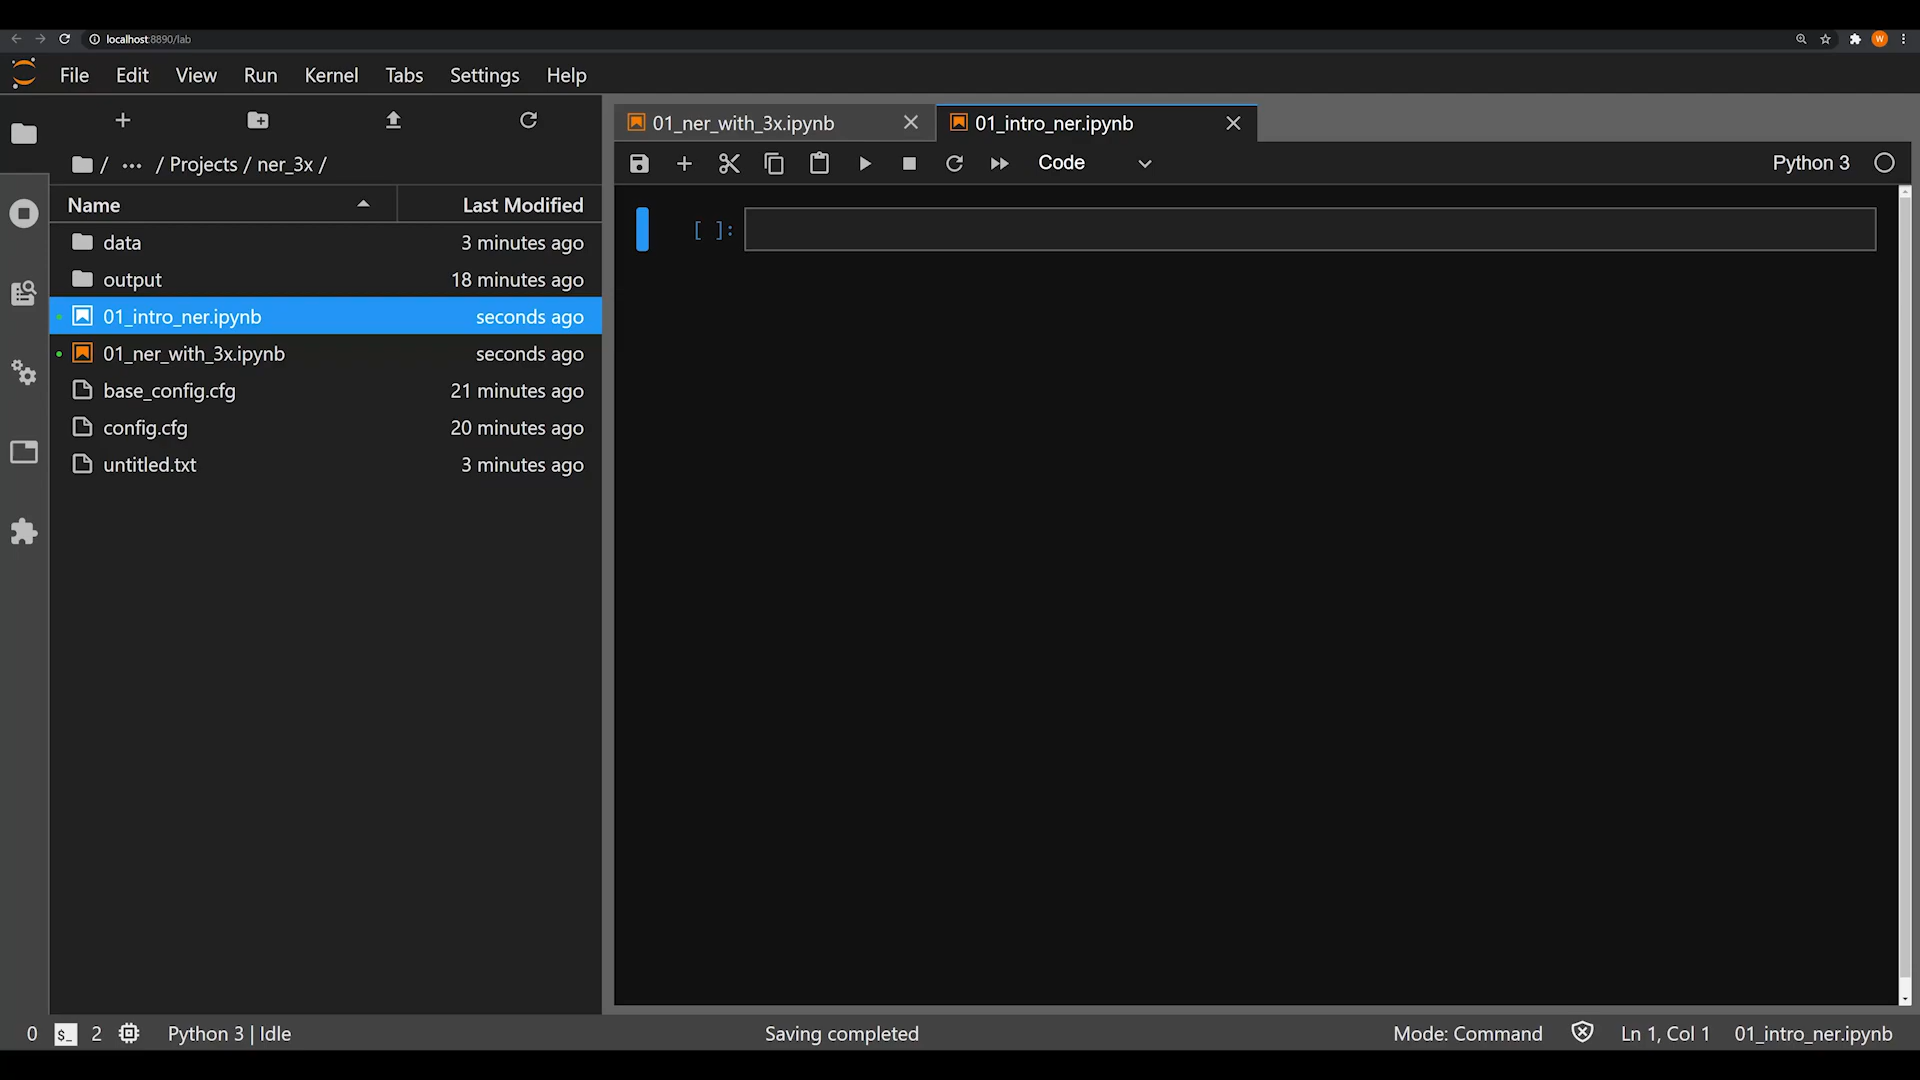 localhost:8890/lab
W
File Edit View Run Kernel Tabs Settings Help
01_ner_with_3x.ipynb 01_intro_ner.ipynb
/ ··· / Projects / ner_3x /
Code Python 3
Name Last Modified
[ ]:
data 3 minutes ago
output 18 minutes ago
01_intro_ner.ipynb seconds ago
01_ner_with_3x.ipynb seconds ago
base_config.cfg 21 minutes ago
config.cfg 20 minutes ago
untitled.txt 3 minutes ago
0 $_ 2 Python 3 | Idle Saving completed Mode: Command Ln 1, Col 1 01_intro_ner.ipynb